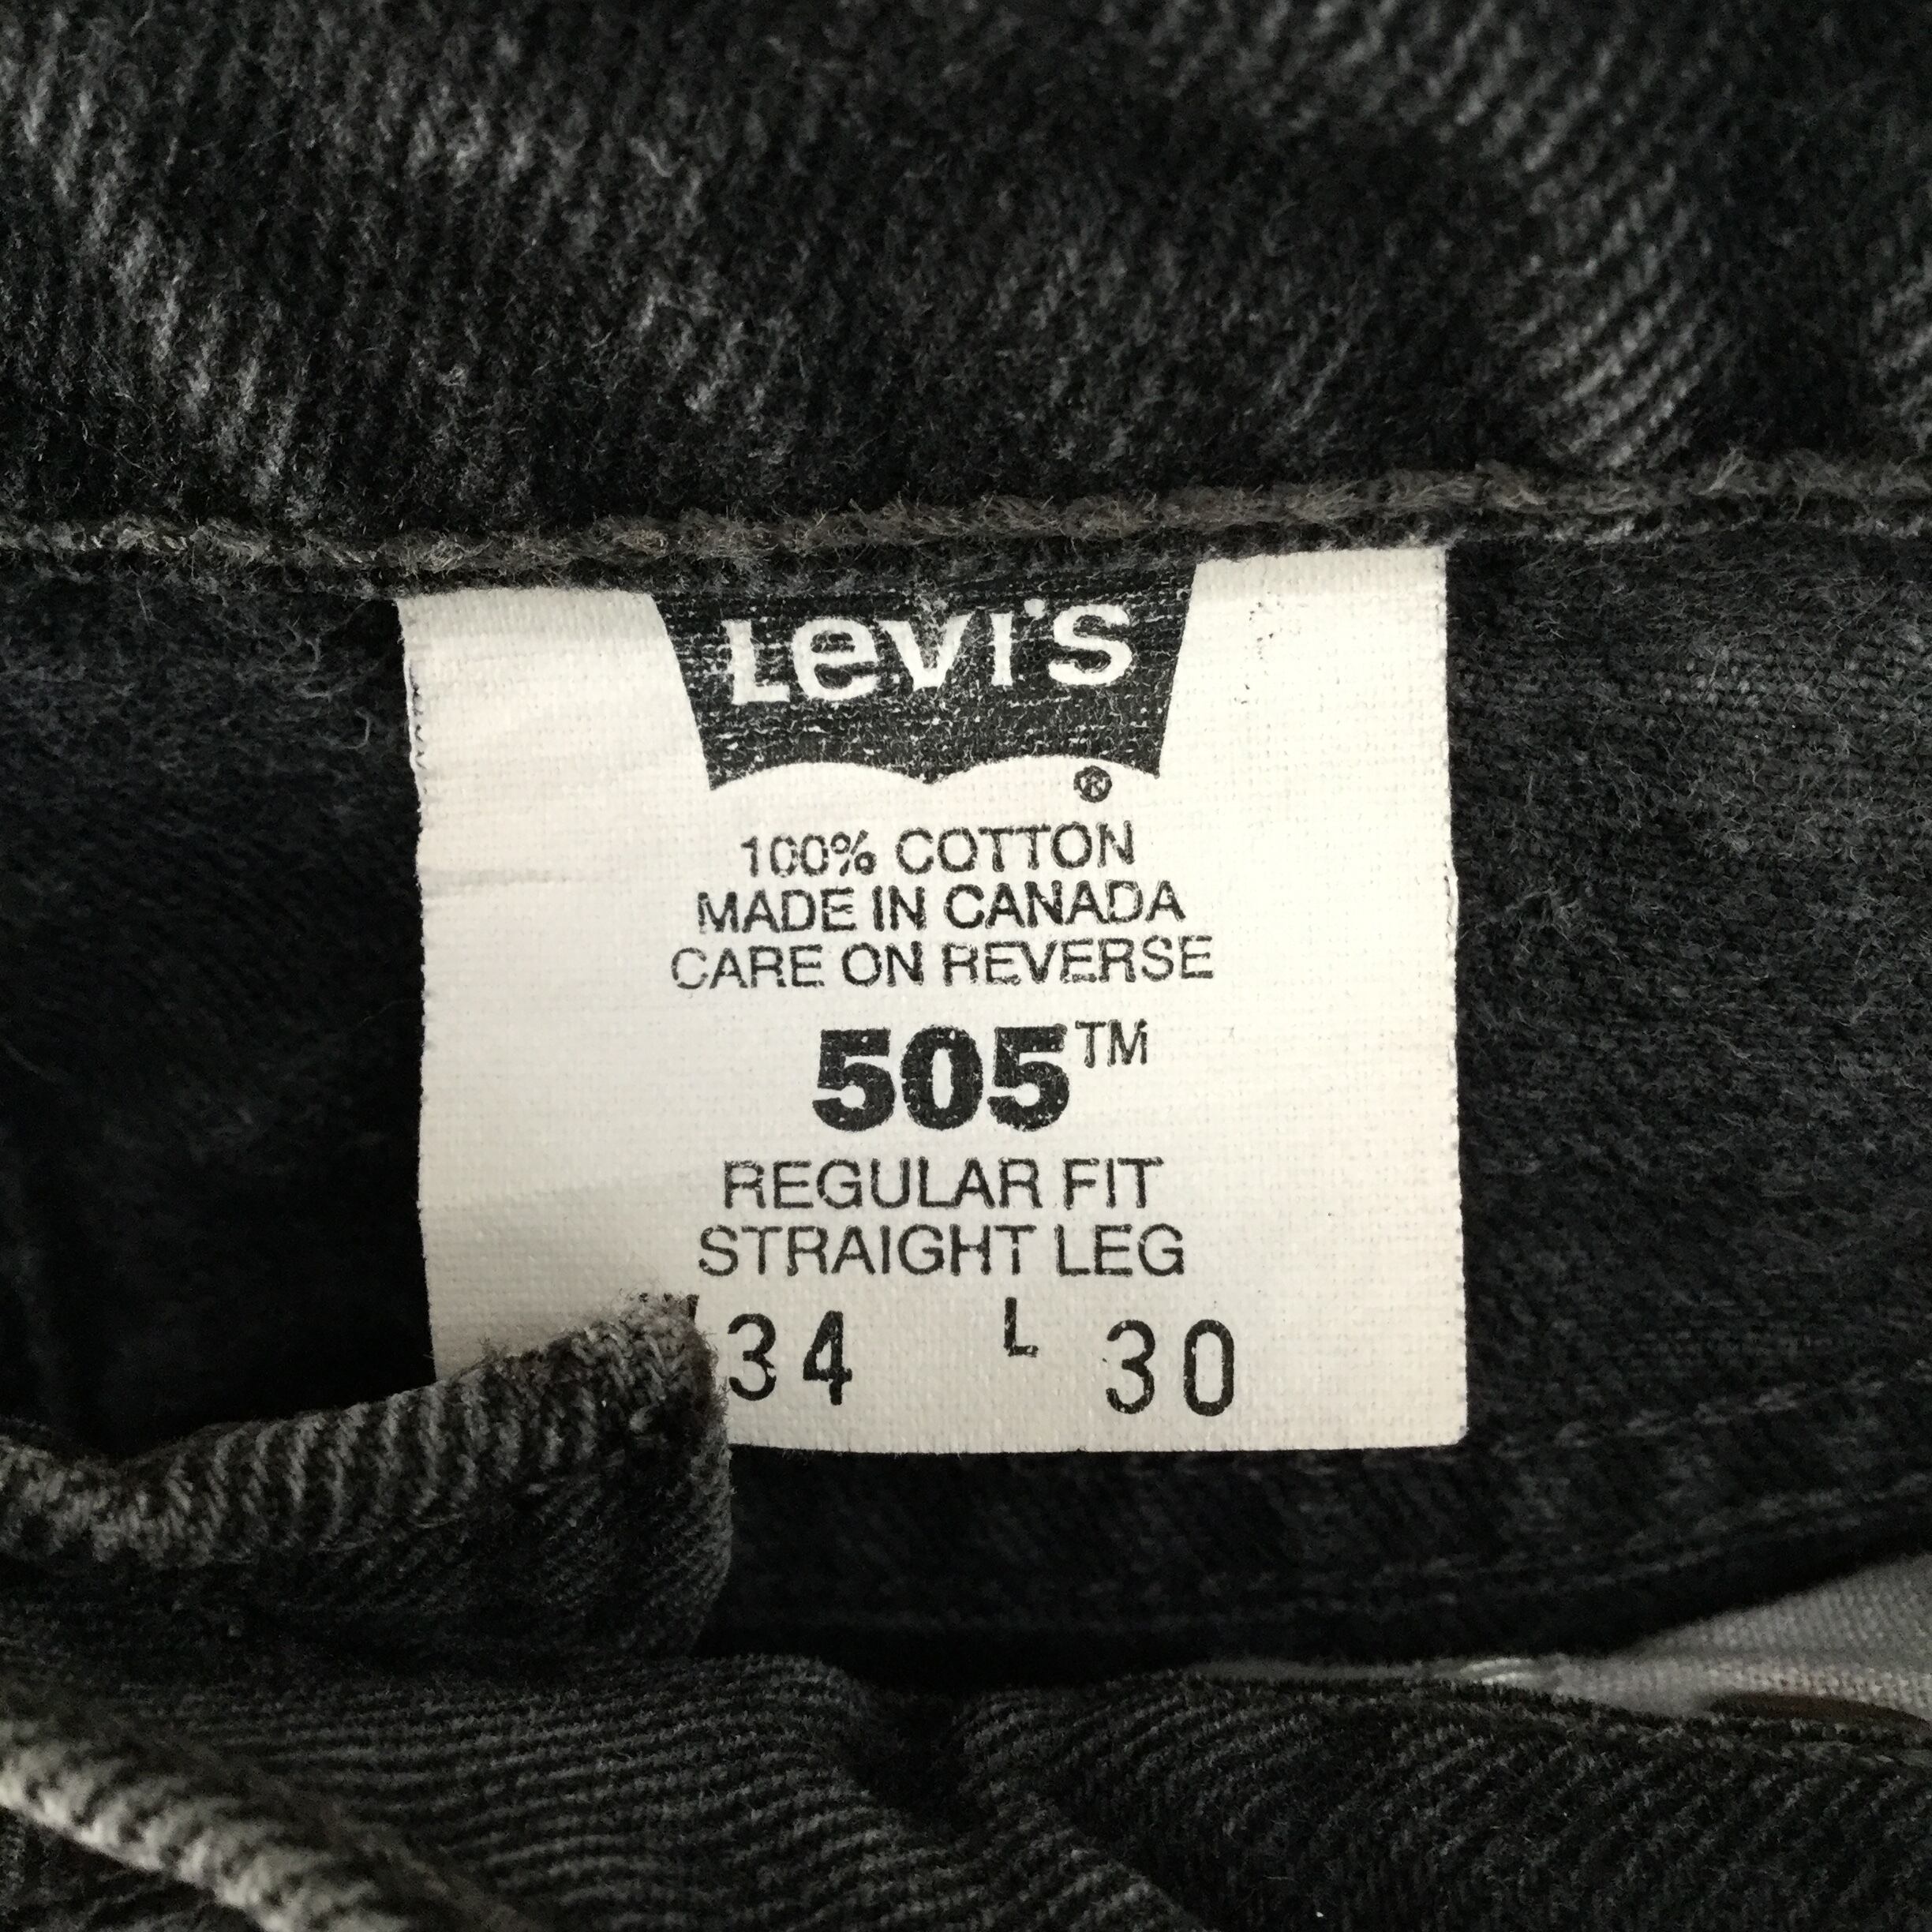 Levi's
®
100% COTTON
MADE IN CANADA
CARE ON REVERSE
505™
REGULAR FIT
STRAIGHT LEG
34 L 30